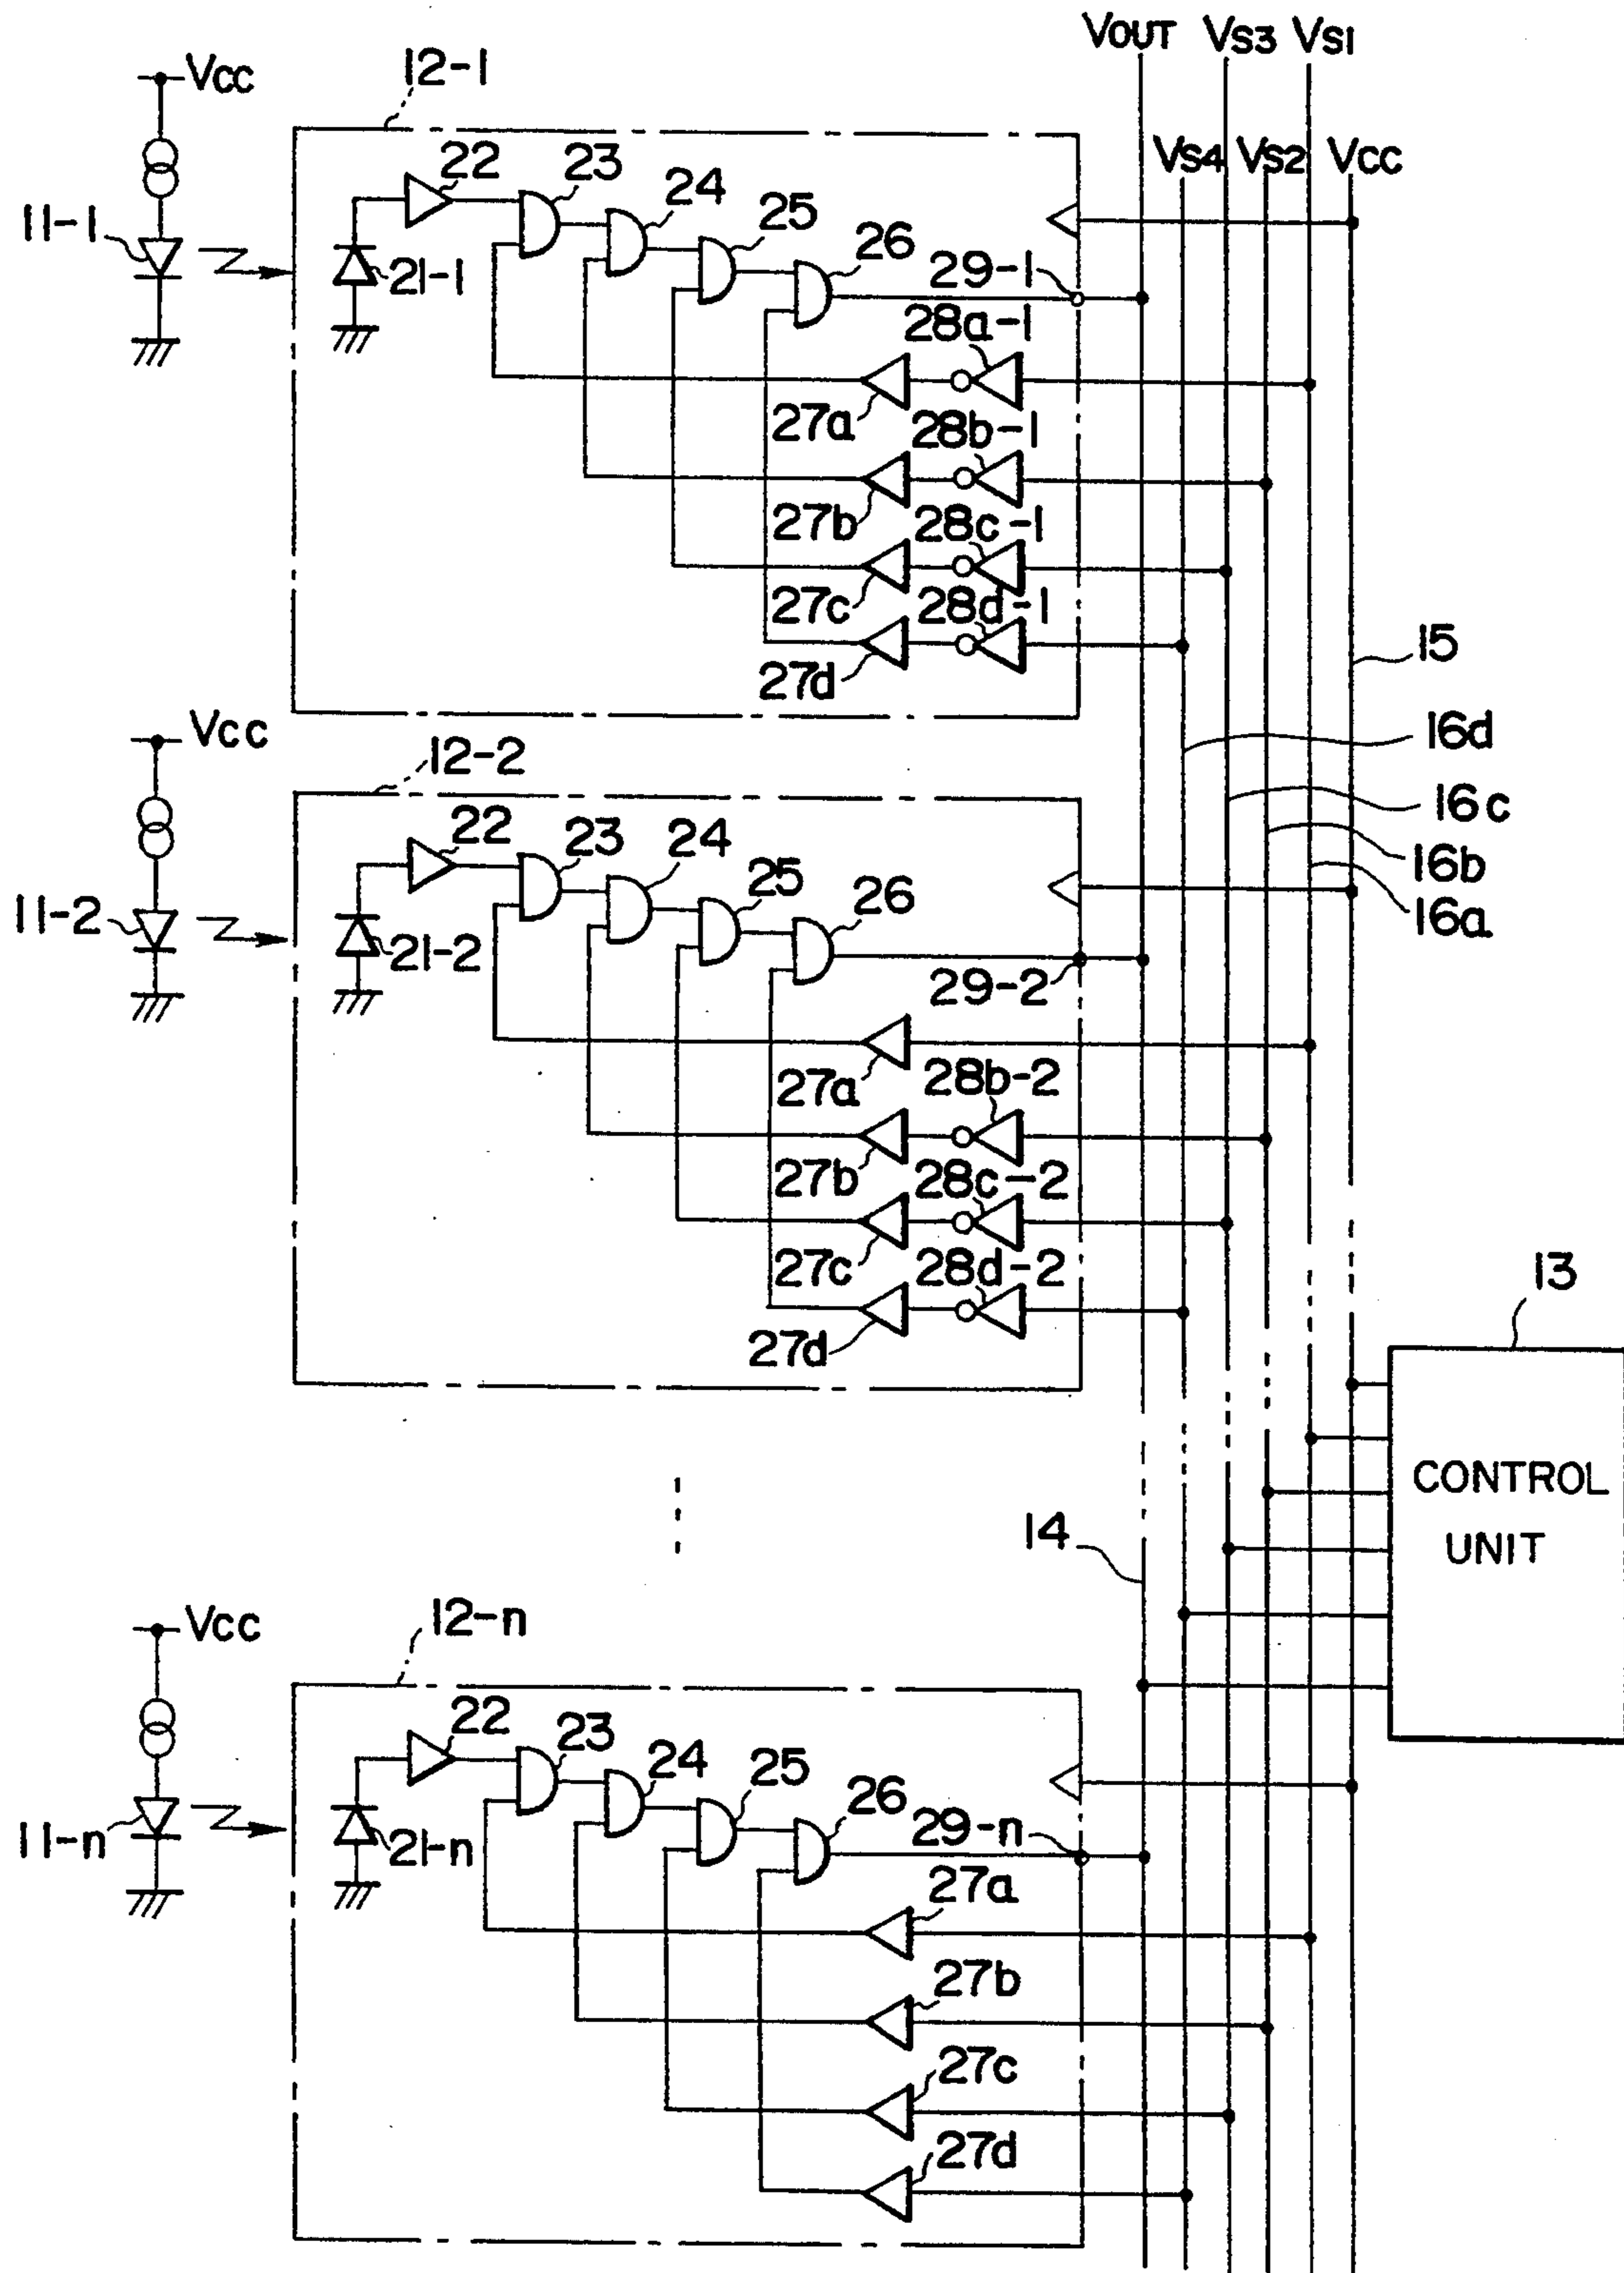 VOUT VS3 VS1
VS4 VS2 VCC
VCC
12-1
22
23
24
25
26
11-1
21-1
29-1
28a-1
27a
28b-1
27b
28c-1
27c
28d-1
27d
15
16d
16c
16b
16a
VCC
12-2
22
23
24
25
26
11-2
21-2
29-2
27a
28b-2
27b
28c-2
27c
28d-2
27d
13
CONTROL
UNIT
14
VCC
12-n
22
23
24
25
26
11-n
21-n
29-n
27a
27b
27c
27d